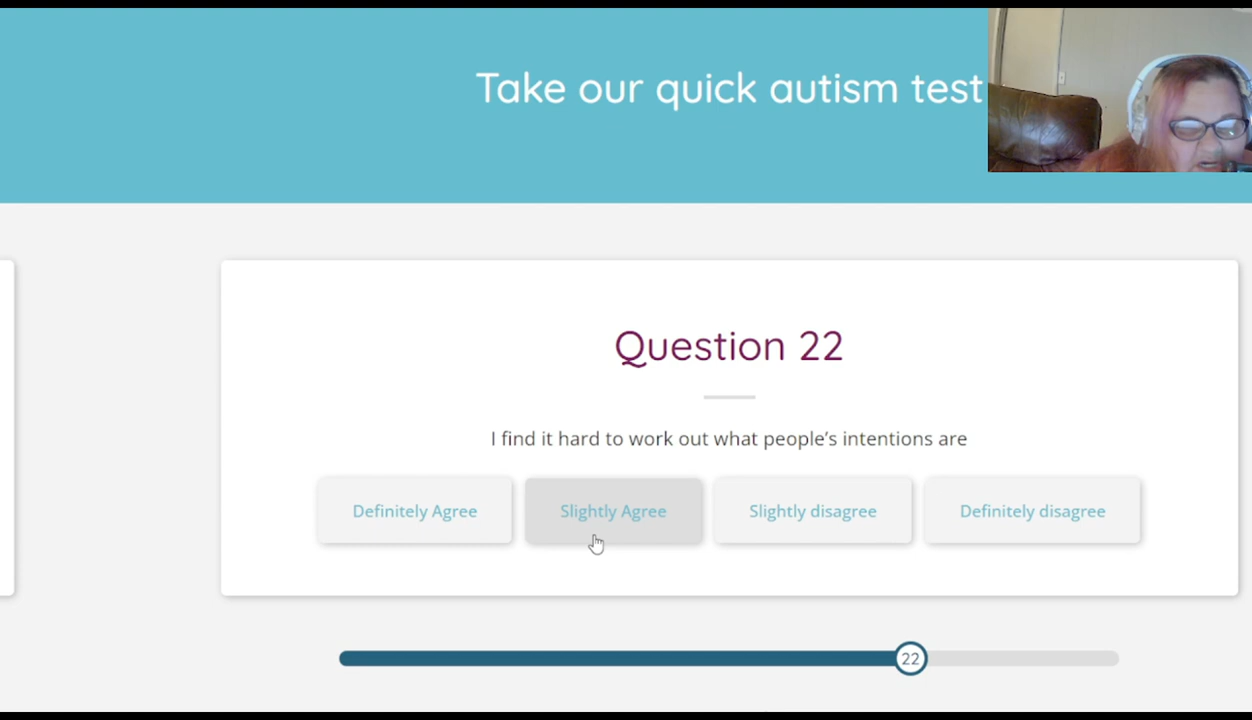 Take our quick autism test
Question 22
I find it hard to work out what people’s intentions are
Definitely Agree
Slightly Agree
Slightly disagree
Definitely disagree
22